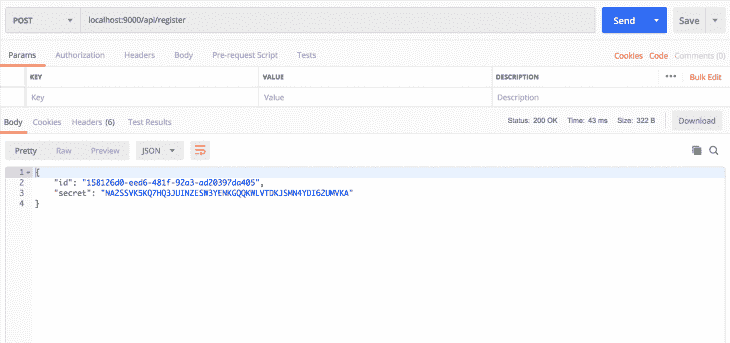 POST localhost:9000/api/register Send Save
Params Authorization Headers Body Pre-request Script Tests Cookies Code Comments (0)
KEY VALUE DESCRIPTION ••• Bulk Edit
Key Value Description
Body Cookies Headers (6) Test Results Status: 200 OK Time: 43 ms Size: 322 B Download
Pretty Raw Preview JSON
1 {
2 "id": "158126d0-eed6-481f-92a3-ad20397da405",
3 "secret":
4 }